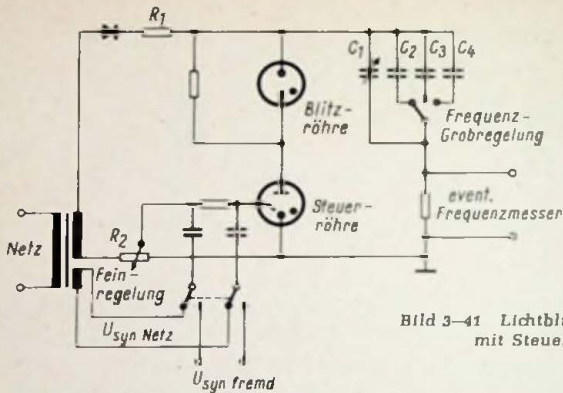 R1
C1
C2
C3
C4
Blitz-
röhre
Frequenz-
Grobregelung
Steuer-
röhre
event.
Frequenzmesser
Netz
R2
Fein-
regelung
Usyn Netz
Usyn fremd
Bild 3—41 Lichtbli
mit Steuer